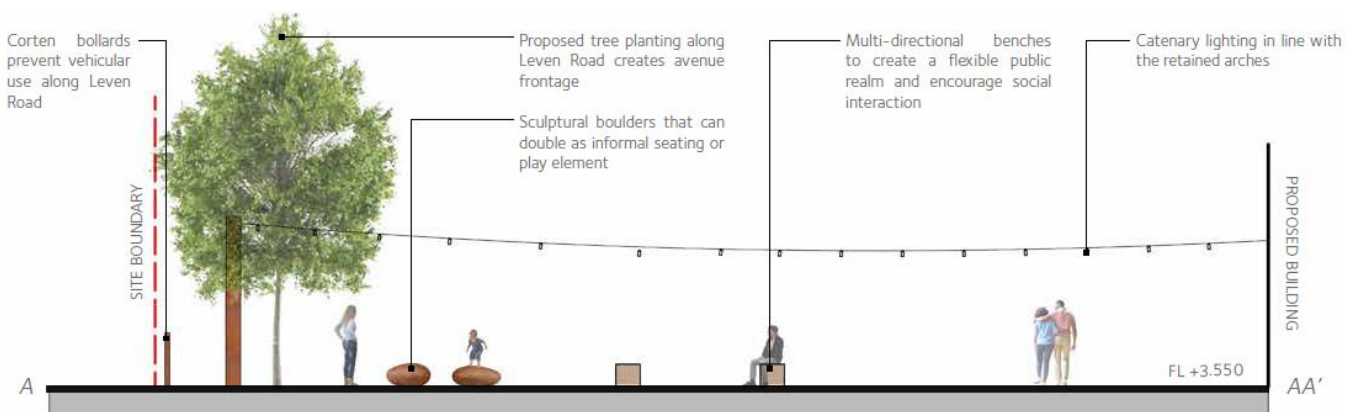 Corten bollards
prevent vehicular
use along Leven
Road
Proposed tree planting along
Leven Road creates avenue
frontage
Sculptural boulders that can
double as informal seating or
play element
Multi-directional benches
to create a flexible public
realm and encourage social
interaction
Catenary lighting in line with
the retained arches
SITE BOUNDARY
PROPOSED BUILDING
FL +3.550
A
AA'